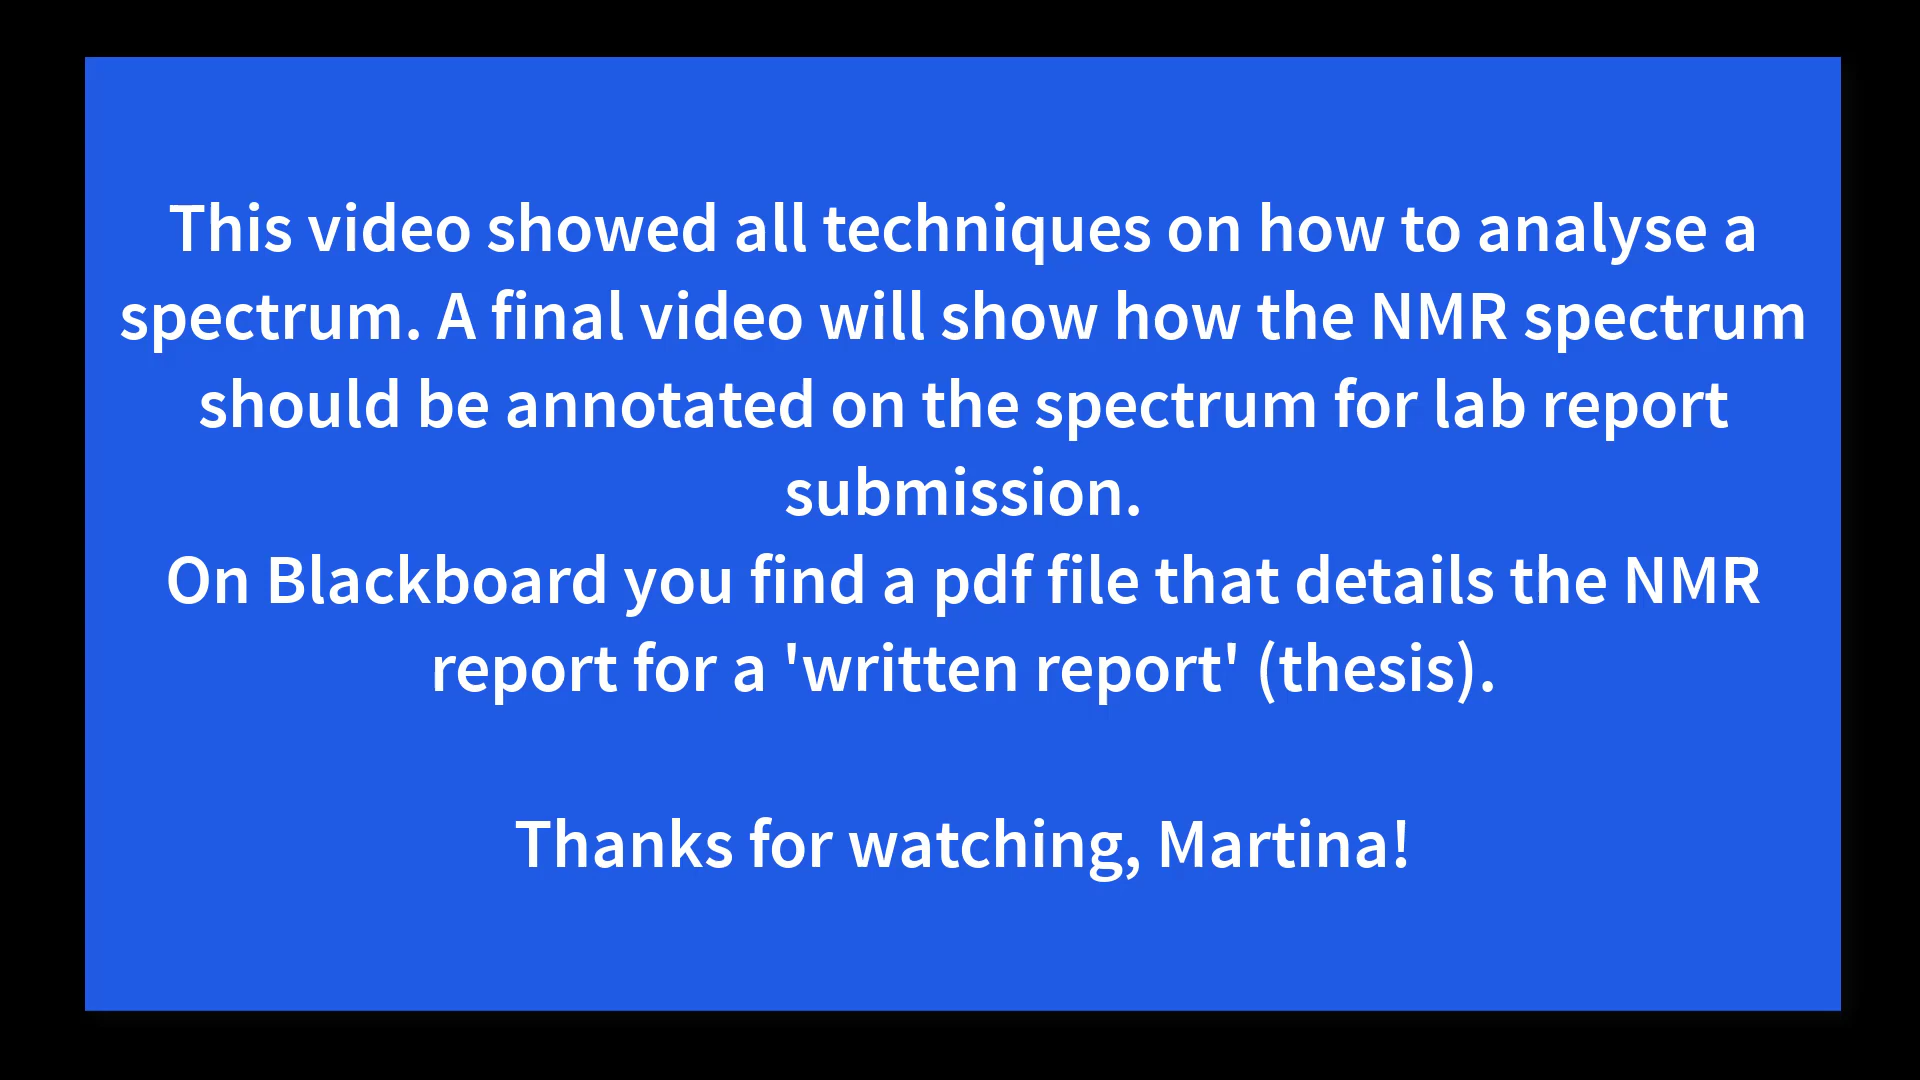 This video showed all techniques on how to analyse a
spectrum. A final video will show how the NMR spectrum
should be annotated on the spectrum for lab report
submission.
On Blackboard you find a pdf file that details the NMR
report for a 'written report' (thesis).
Thanks for watching, Martina!